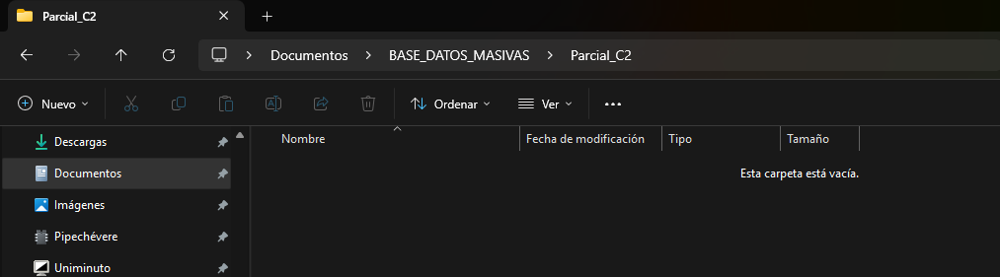 Parcial_C2
Documentos BASE_DATOS_MASIVAS Parcial_C2
Nuevo Ordenar Ver
Nombre Fecha de modificación Tipo Tamaño
Descargas
Documentos
Imágenes
Pipechévere
Uniminuto
Esta carpeta está vacía.